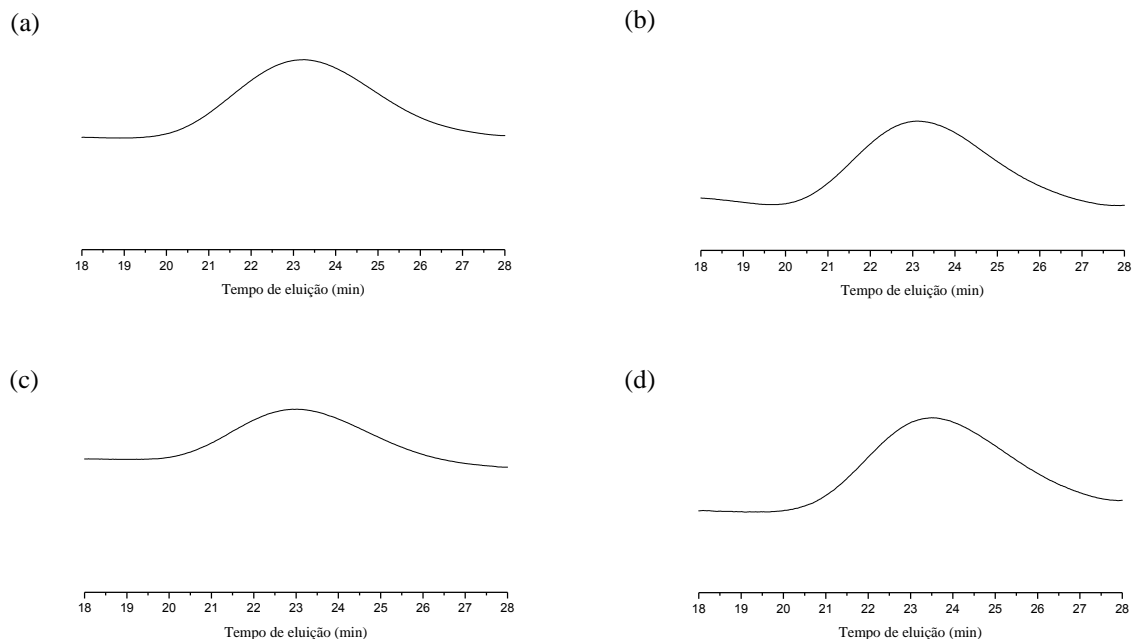 (a)
(b)
18 19 20 21 22 23 24 25 26 27 28
Tempo de eluição (min)
18 19 20 21 22 23 24 25 26 27 28
Tempo de eluição (min)
(c)
(d)
18 19 20 21 22 23 24 25 26 27 28
Tempo de eluição (min)
18 19 20 21 22 23 24 25 26 27 28
Tempo de eluição (min)